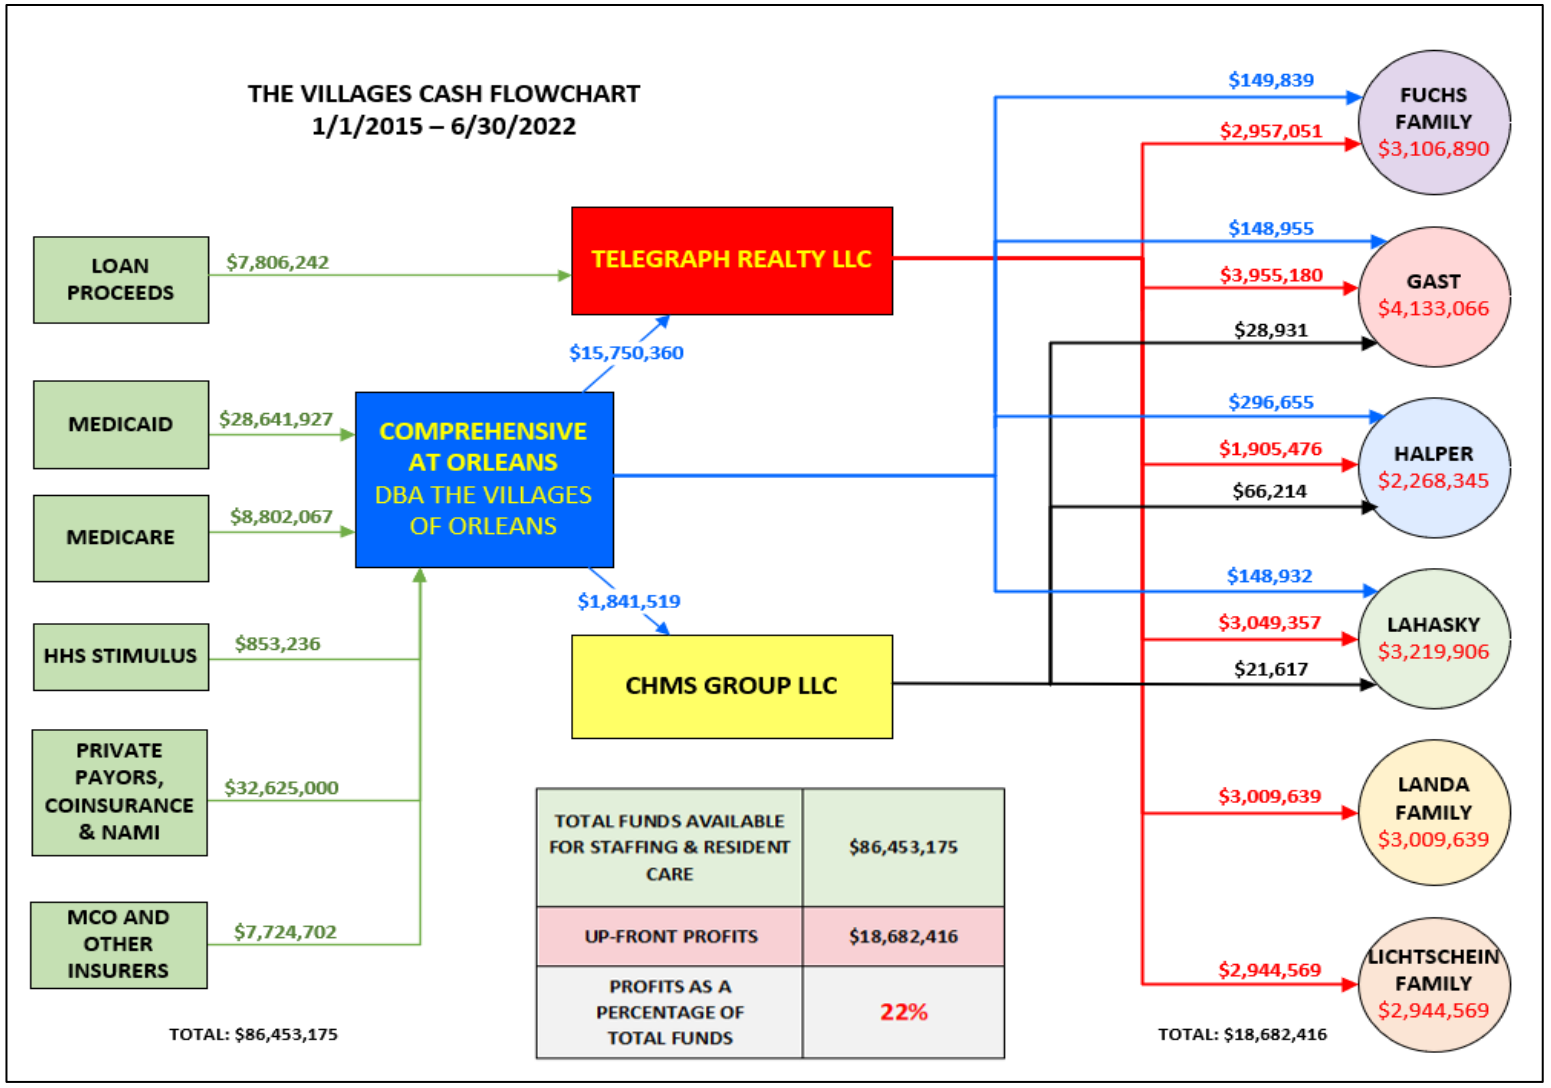 THE VILLAGES CASH FLOWCHART
1/1/2015 – 6/30/2022
LOAN
PROCEEDS
$7,806,242
MEDICAID
$28,641,927
MEDICARE
$8,802,067
HHS STIMULUS
$853,236
PRIVATE
PAYORS,
COINSURANCE
& NAMI
$32,625,000
MCO AND
OTHER
INSURERS
$7,724,702
TOTAL: $86,453,175
TELEGRAPH REALTY LLC
$15,750,360
COMPREHENSIVE
AT ORLEANS
DBA THE VILLAGES
OF ORLEANS
$1,841,519
CHMS GROUP LLC
TOTAL FUNDS AVAILABLE
FOR STAFFING & RESIDENT
CARE
$86,453,175
UP-FRONT PROFITS
$18,682,416
PROFITS AS A
PERCENTAGE OF
TOTAL FUNDS
22%
$149,839
$2,957,051
FUCHS
FAMILY
$3,106,890
$148,955
$3,955,180
$28,931
GAST
$4,133,066
$296,655
$1,905,476
$66,214
HALPER
$2,268,345
$148,932
$3,049,357
$21,617
LAHASKY
$3,219,906
$3,009,639
LANDA
FAMILY
$3,009,639
$2,944,569
LICHTSCHEIN
FAMILY
$2,944,569
TOTAL: $18,682,416